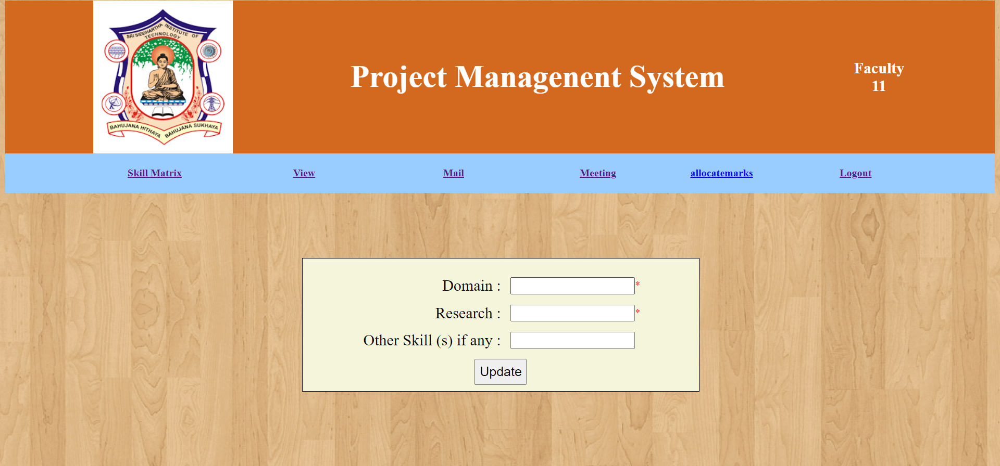 SRI SIDDHARTHA INSTITUTE OF
TECHNOLOGY
BAHUJANA HITHAYA BAHUJANA SUKHAYA
Project Managenent System
Faculty
11
Skill Matrix View Mail Meeting allocatemarks Logout
Domain : *
Research : *
Other Skill (s) if any :
Update